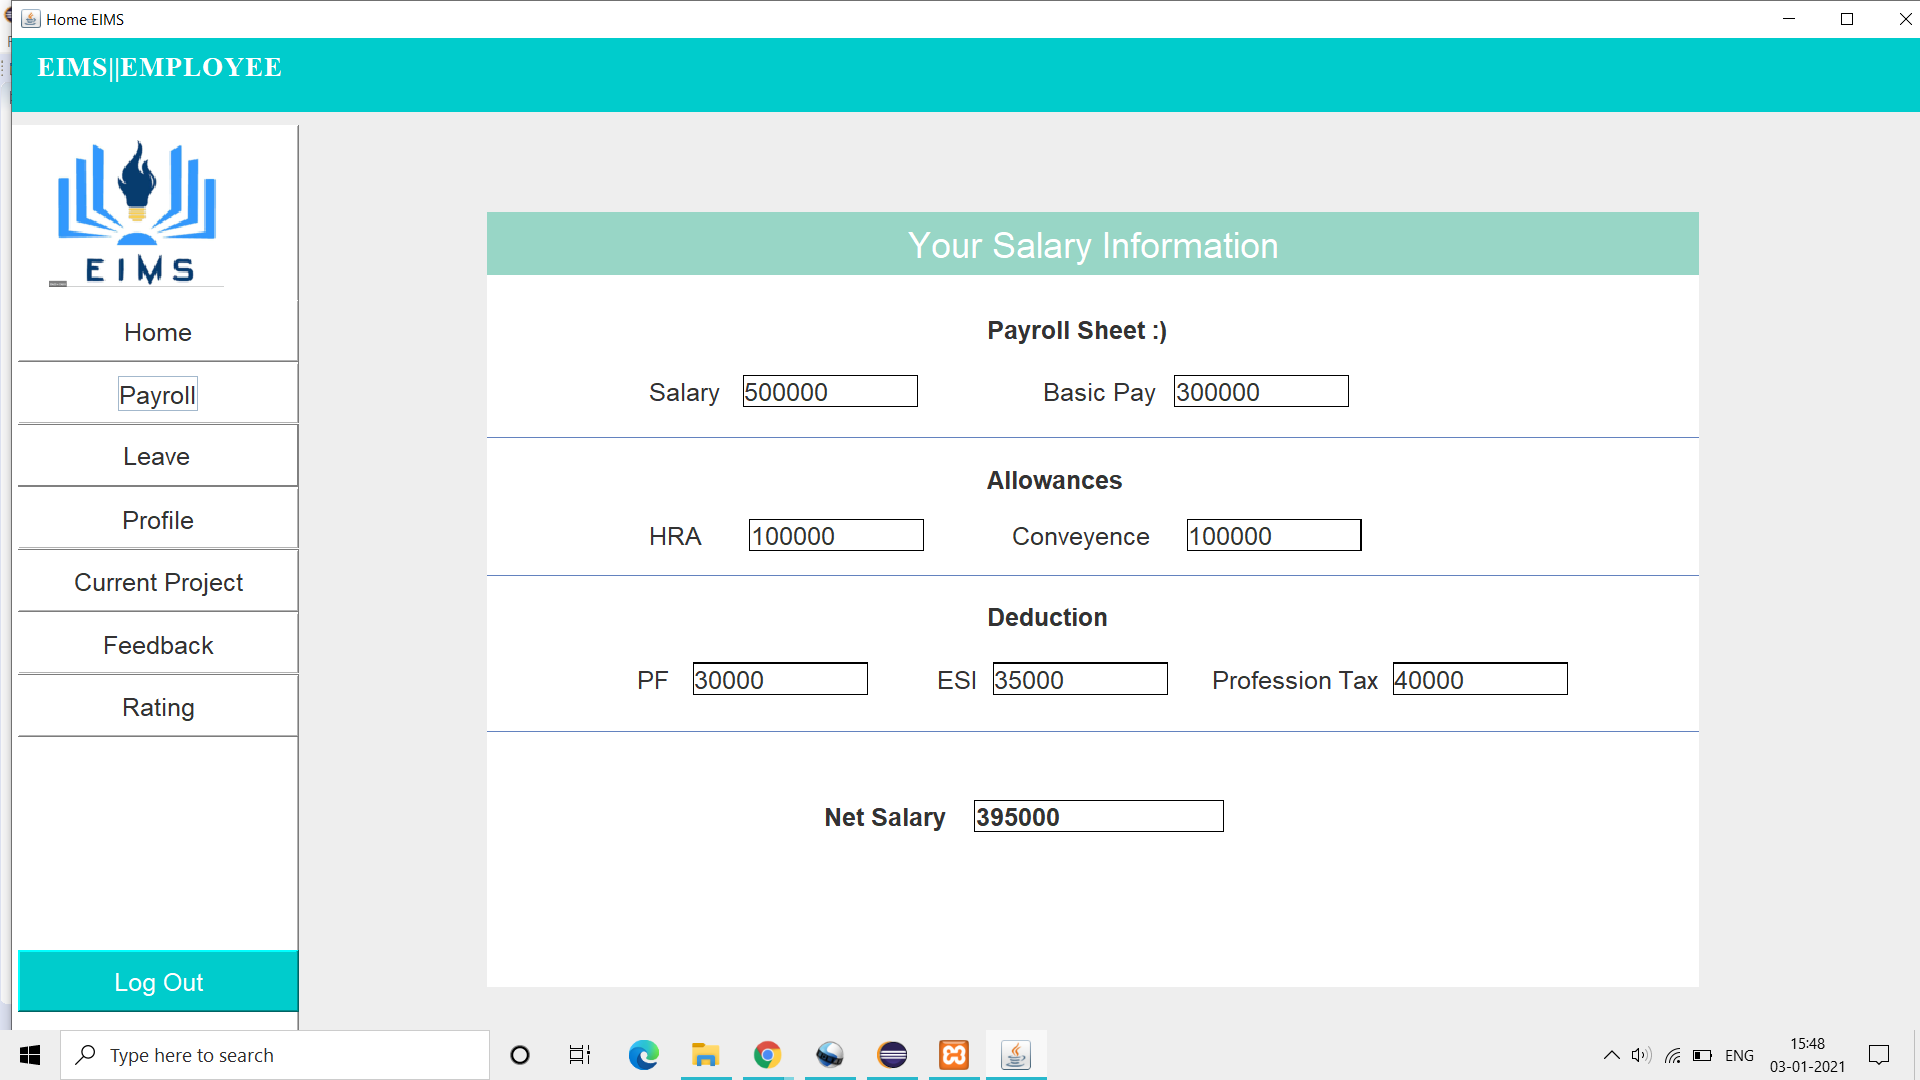 Home EIMS
EIMS||EMPLOYEE
EIMS
Home
Payroll
Leave
Profile
Current Project
Feedback
Rating
Log Out
Your Salary Information
Payroll Sheet :)
Salary 500000 Basic Pay 300000
Allowances
HRA 100000 Conveyence 100000
Deduction
PF 30000 ESI 35000 Profession Tax 40000
Net Salary 395000
Type here to search
ENG
15:48
03-01-2021